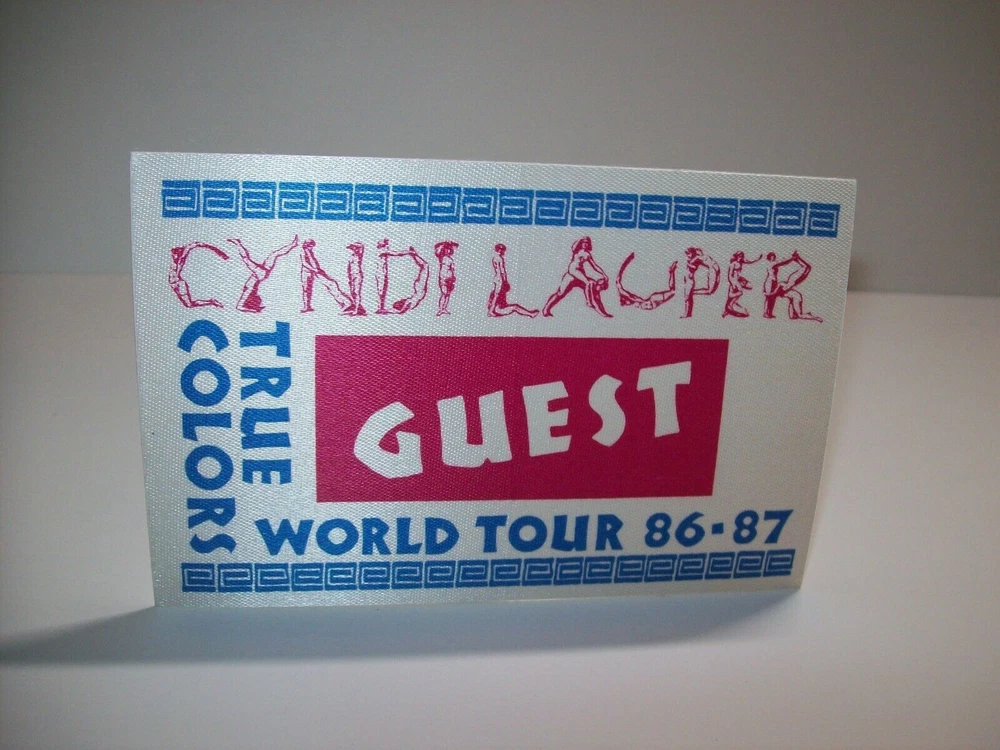 CYNDI LAUPER
TRUE
COLORS
GUEST
WORLD TOUR 86-87